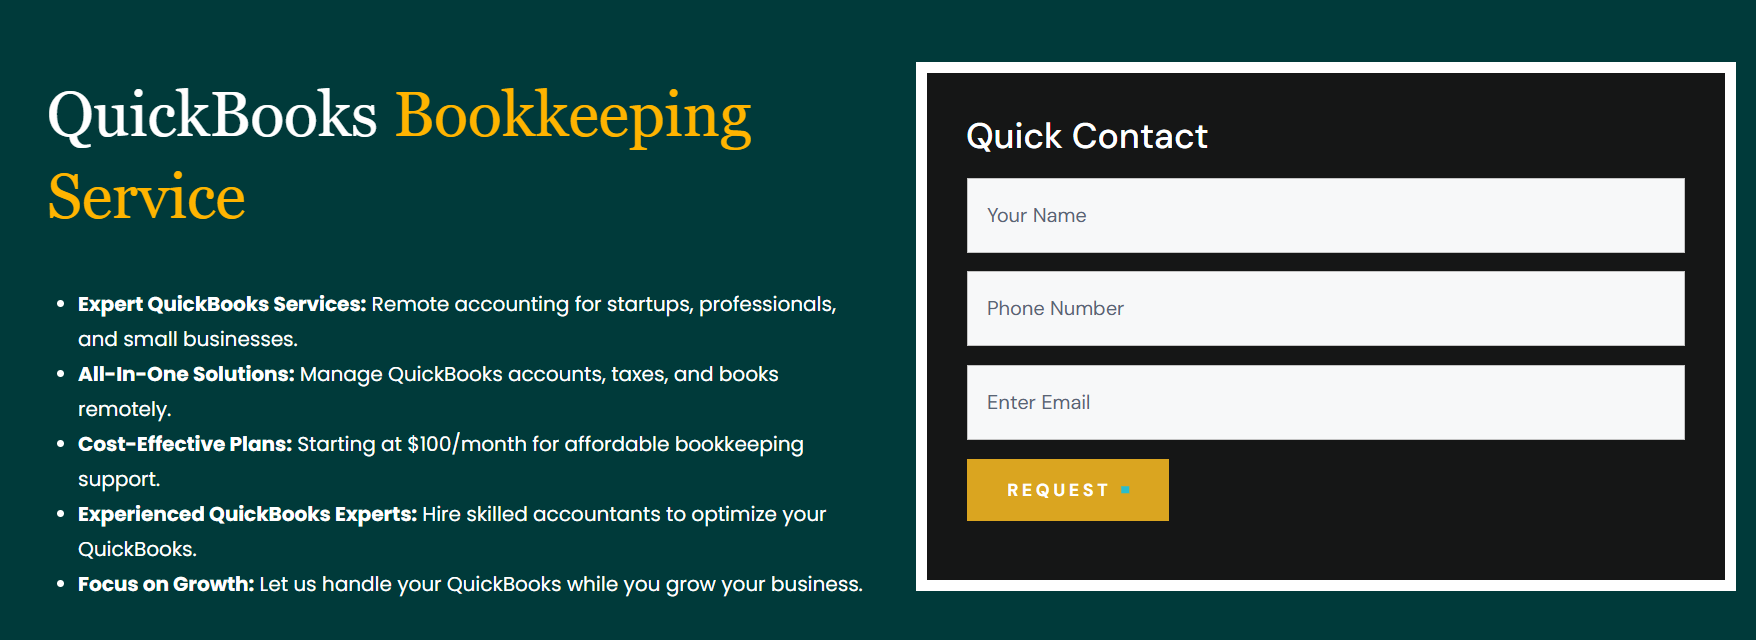 QuickBooks Bookkeeping
Service
• Expert QuickBooks Services: Remote accounting for startups, professionals,
and small businesses.
• All-In-One Solutions: Manage QuickBooks accounts, taxes, and books
remotely.
• Cost-Effective Plans: Starting at $100/month for affordable bookkeeping
support.
• Experienced QuickBooks Experts: Hire skilled accountants to optimize your
QuickBooks.
• Focus on Growth: Let us handle your QuickBooks while you grow your business.
Quick Contact
Your Name
Phone Number
Enter Email
REQUEST